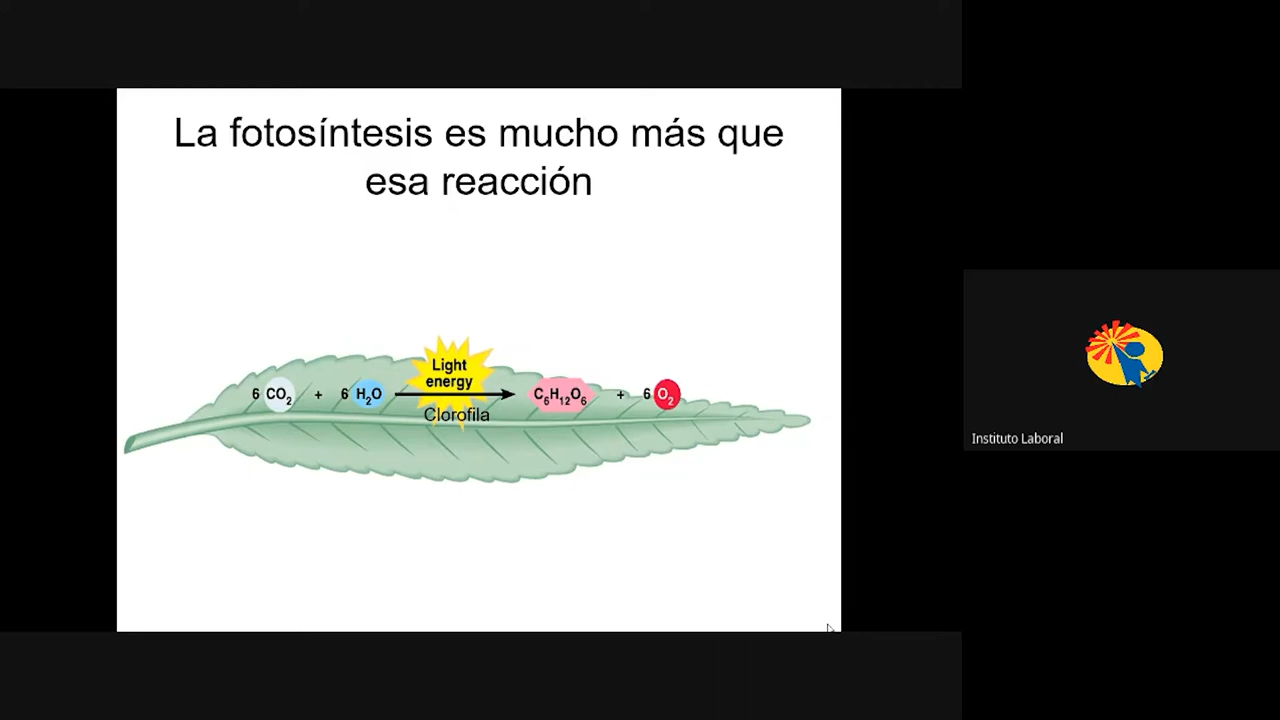 La fotosíntesis es mucho más que
esa reacción
Light
energy
6 CO₂ + 6 H₂O → C₆H₁₂O₆ + 6 O₂
Clorofila
Instituto Laboral